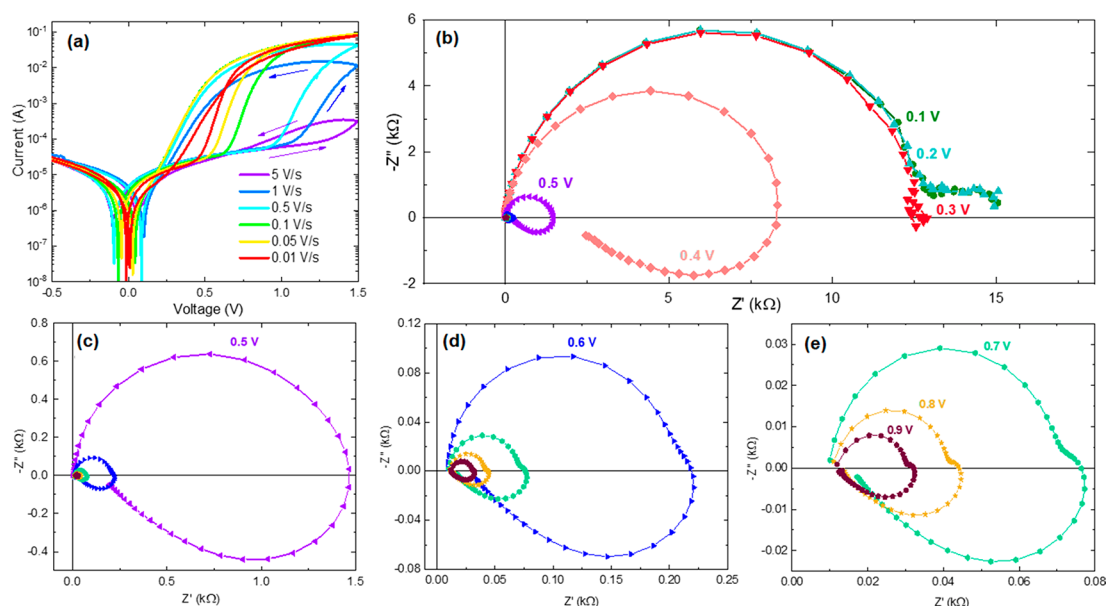 (a)
10⁻¹
10⁻²
10⁻³
10⁻⁴
10⁻⁵
10⁻⁶
10⁻⁷
10⁻⁸
Current (A)
5 V/s
1 V/s
0.5 V/s
0.1 V/s
0.05 V/s
0.01 V/s
-0.5 0.0 0.5 1.0 1.5
Voltage (V)
(b)
6
4
2
0
-2
-Z'' (kΩ)
0.1 V
0.2 V
0.5 V
0.3 V
0.4 V
0 5 10 15
Z' (kΩ)
(c)
0.5 V
0.8
0.6
0.4
0.2
0.0
-0.2
-0.4
-Z'' (kΩ)
0.0 0.5 1.0 1.5
Z' (kΩ)
(d)
0.6 V
0.12
0.08
0.04
0.00
-0.04
-0.08
-Z'' (kΩ)
0.00 0.05 0.10 0.15 0.20 0.25
Z' (kΩ)
(e)
0.7 V
0.8 V
0.9 V
0.03
0.02
0.01
0.00
-0.01
-0.02
-Z'' (kΩ)
0.00 0.02 0.04 0.06 0.08
Z' (kΩ)